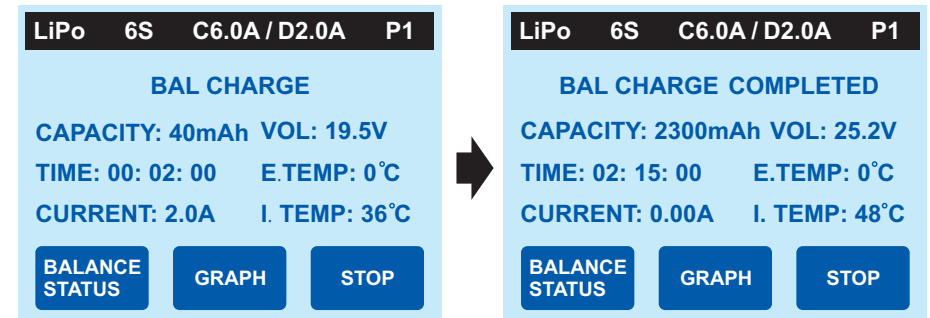 LiPo 6S C6.0A / D2.0A P1
BAL CHARGE
CAPACITY: 40mAh VOL: 19.5V
TIME: 00: 02: 00 E.TEMP: 0°C
CURRENT: 2.0A I. TEMP: 36°C
BALANCE
STATUS
GRAPH
STOP
LiPo 6S C6.0A / D2.0A P1
BAL CHARGE COMPLETED
CAPACITY: 2300mAh VOL: 25.2V
TIME: 02: 15: 00 E.TEMP: 0°C
CURRENT: 0.00A I. TEMP: 48°C
BALANCE
STATUS
GRAPH
STOP